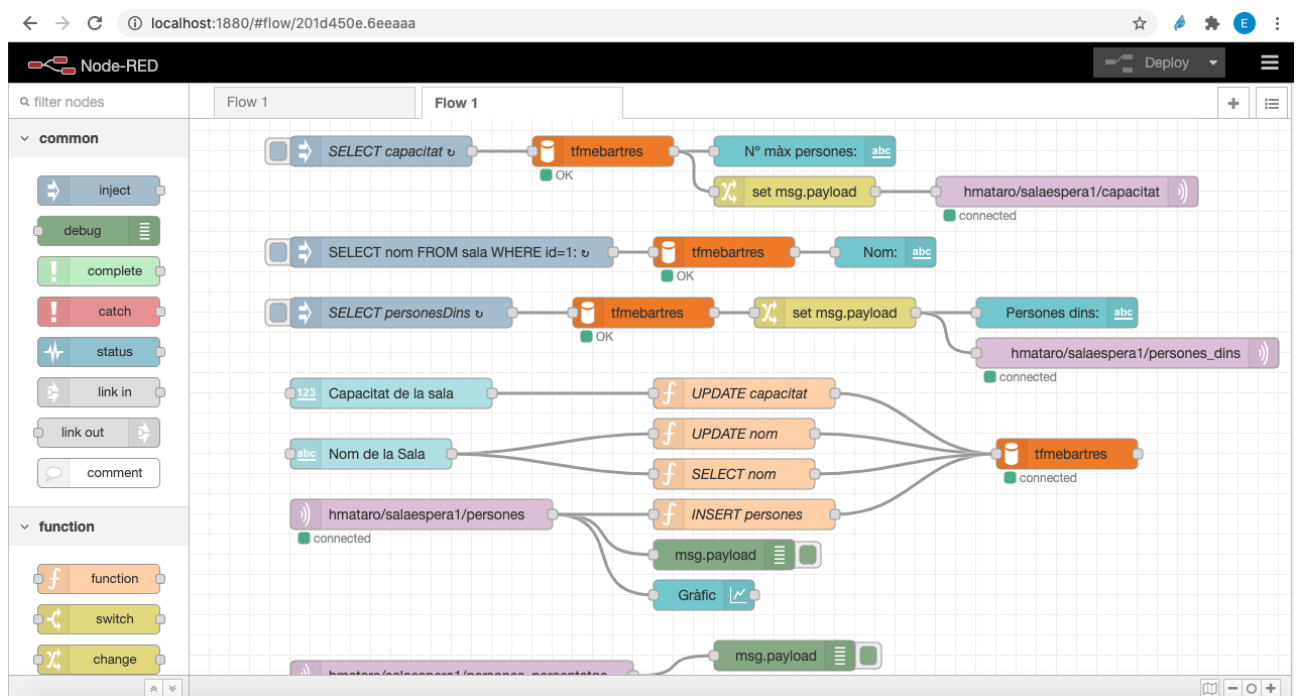 localhost:1880/#flow/201d450e.6eeaaa
E
Node-RED
Deploy
filter nodes
Flow 1
Flow 1
common
inject
debug
complete
catch
status
link in
link out
comment
function
function
switch
change
SELECT capacitat ↻
tfmebartres
OK
Nº màx persones:
abc
set msg.payload
hmataro/salaespera1/capacitat
connected
SELECT nom FROM sala WHERE id=1: ↻
tfmebartres
OK
Nom:
abc
SELECT personesDins ↻
tfmebartres
OK
set msg.payload
Persones dins:
abc
hmataro/salaespera1/persones_dins
connected
123
Capacitat de la sala
UPDATE capacitat
abc
Nom de la Sala
UPDATE nom
SELECT nom
tfmebartres
connected
hmataro/salaespera1/persones
connected
INSERT persones
msg.payload
Gràfic
msg.payload
hmataro/salaespera1/persones_percentatge